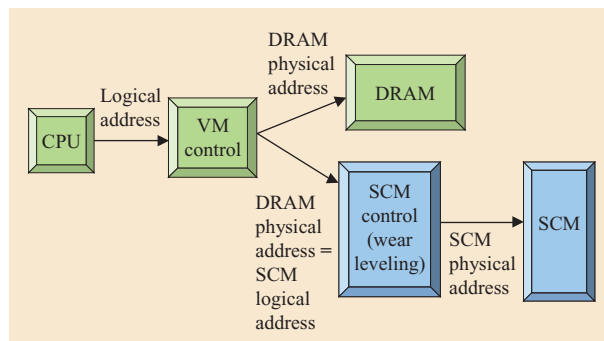 CPU
Logical
address
VM
control
DRAM
physical
address
DRAM
DRAM
physical
address =
SCM
logical
address
SCM
control
(wear
leveling)
SCM
physical
address
SCM